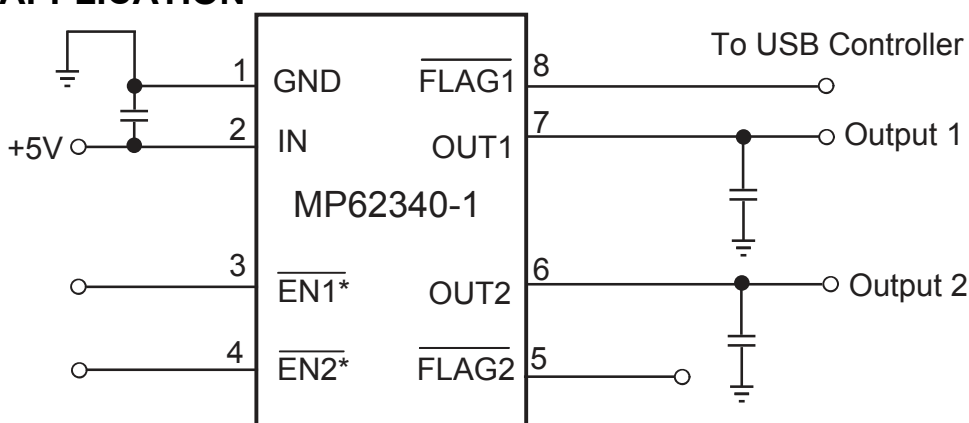 APPLICATION
To USB Controller
1 GND FLAG1 8
2 IN OUT1 7
+5V Output 1
MP62340-1
3 EN1* OUT2 6
Output 2
4 EN2* FLAG2 5